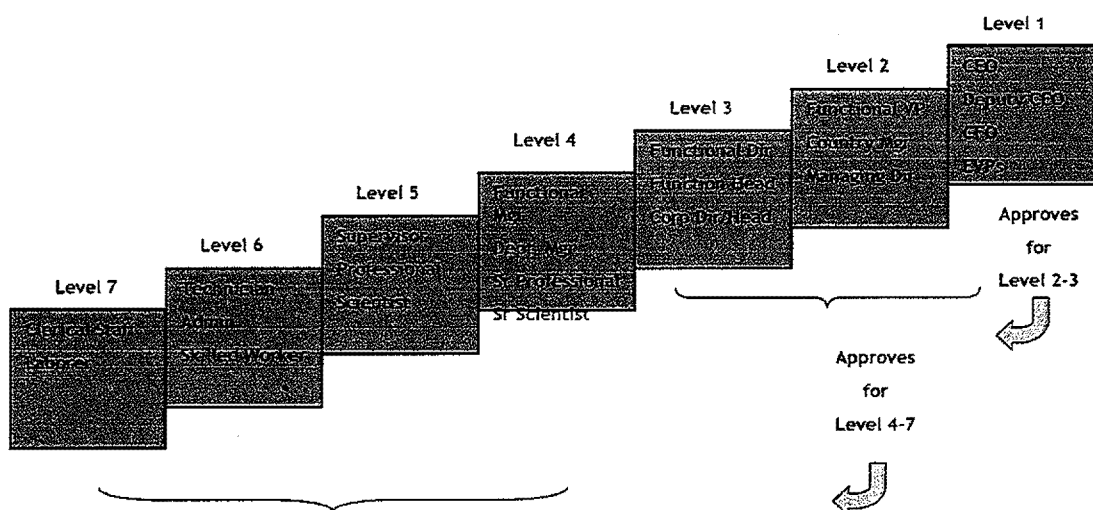 Level 1
CEO
Deputy CEO
CFO
EVPs
Level 2
Functional VP
Country Mgr
Managing Dir
Level 3
Functional Dir
Function Head
Corp Dir/Head
Level 4
Functional
Mgr
Dept Mgr
Sr Professional
Sr Scientist
Level 5
Supervisor
Professional
Scientist
Level 6
Technician
Admin
Skilled Worker
Level 7
Clerical Staff
Laborer
Approves
for
Level 2-3
Approves
for
Level 4-7